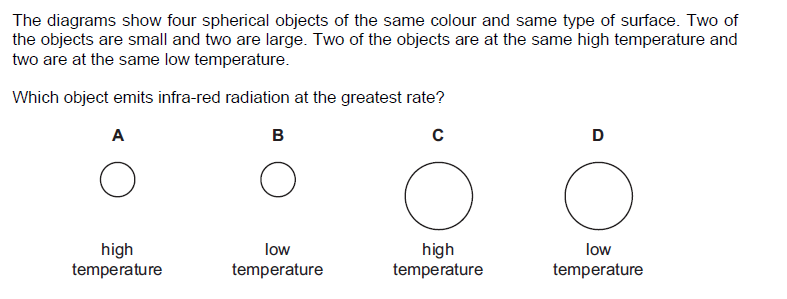 The diagrams show four spherical objects of the same colour and same type of surface. Two of
the objects are small and two are large. Two of the objects are at the same high temperature and
two are at the same low temperature.
Which object emits infra-red radiation at the greatest rate?
A B C D
high low high low
temperature temperature temperature temperature